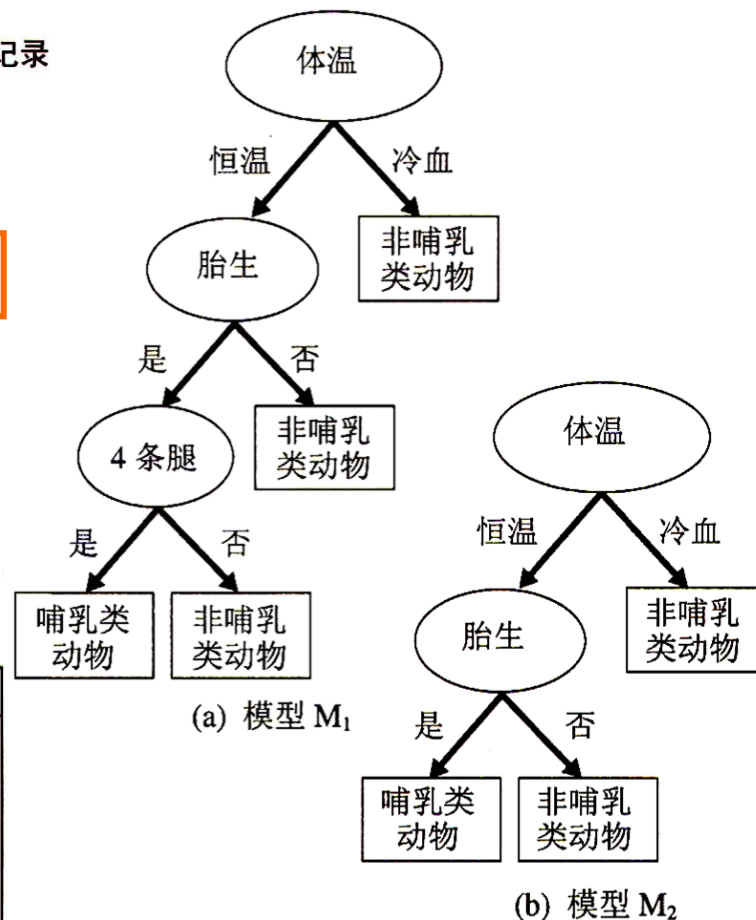 记录
体温
恒温
冷血
胎生
非哺乳
类动物
是
否
4 条腿
非哺乳
类动物
是
否
哺乳类
动物
非哺乳
类动物
(a) 模型 M₁
体温
恒温
冷血
胎生
非哺乳
类动物
是
否
哺乳类
动物
非哺乳
类动物
(b) 模型 M₂